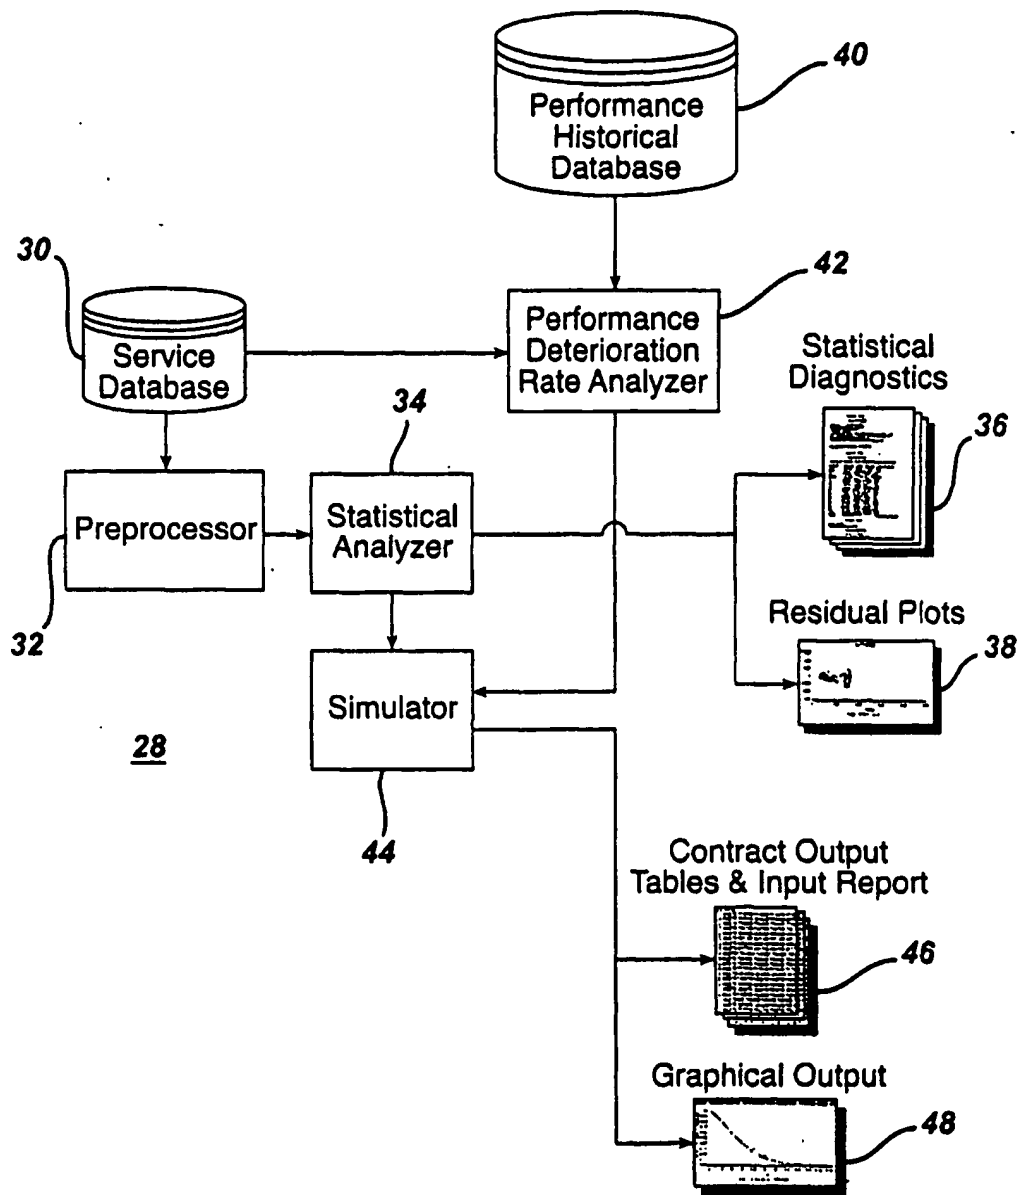 40
Performance
Historical
Database
30
42
Service
Database
Performance
Deterioration
Rate Analyzer
Statistical
Diagnostics
34
36
Preprocessor
Statistical
Analyzer
32
Residual Plots
38
Simulator
28
44
Contract Output
Tables & Input Report
46
Graphical Output
48